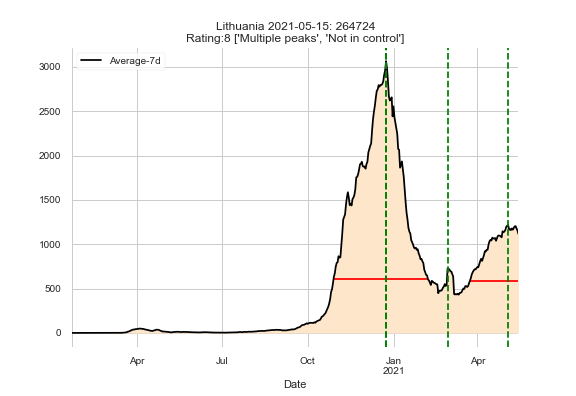 Lithuania 2021-05-15: 264724
Rating:8 ['Multiple peaks', 'Not in control']
Average-7d
3000
2500
2000
1500
1000
500
0
Apr Jul Oct Jan Apr
2021
Date